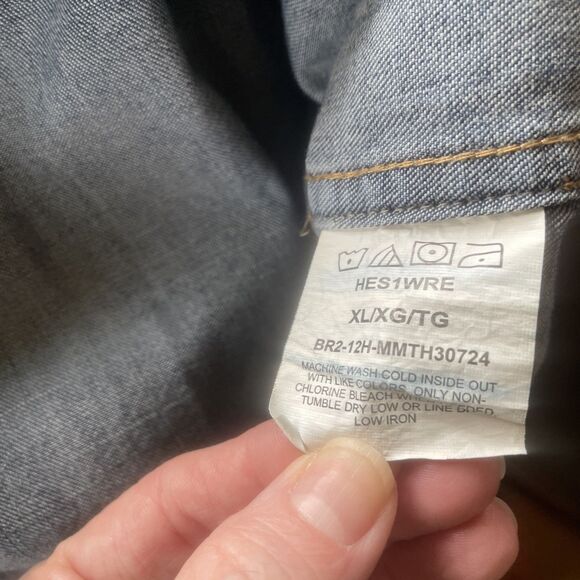 HES1WRE
XL/XG/TG
BR2-12H-MMTH30724
MACHINE WASH COLD INSIDE OUT
WITH LIKE COLORS, ONLY NON-
CHLORINE BLEACH
TUMBLE DRY LOW OR LINE
LOW IRON